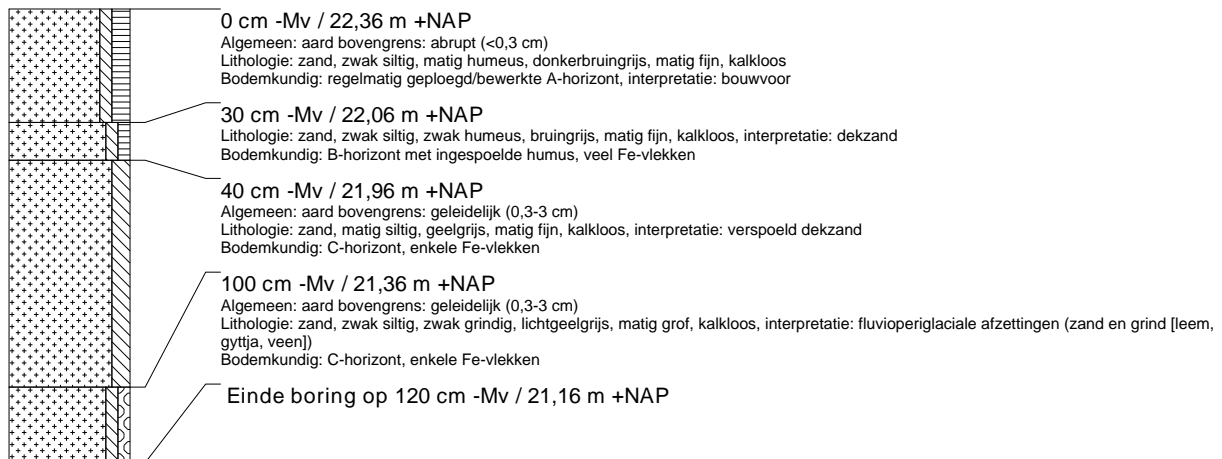 0 cm -Mv / 22,36 m +NAP
Algemeen: aard bovengrens: abrupt (<0,3 cm)
Lithologie: zand, zwak siltig, matig humeus, donkerbruingrijs, matig fijn, kalkloos
Bodemkundig: regelmatig geploegd/bewerkte A-horizont, interpretatie: bouwvoor
30 cm -Mv / 22,06 m +NAP
Lithologie: zand, zwak siltig, zwak humeus, bruingrijs, matig fijn, kalkloos, interpretatie: dekzand
Bodemkundig: B-horizont met ingespoelde humus, veel Fe-vlekken
40 cm -Mv / 21,96 m +NAP
Algemeen: aard bovengrens: geleidelijk (0,3-3 cm)
Lithologie: zand, matig siltig, geelgrijs, matig fijn, kalkloos, interpretatie: verspoeld dekzand
Bodemkundig: C-horizont, enkele Fe-vlekken
100 cm -Mv / 21,36 m +NAP
Algemeen: aard bovengrens: geleidelijk (0,3-3 cm)
Lithologie: zand, zwak siltig, zwak grindig, lichtgeelgrijs, matig grof, kalkloos, interpretatie: fluvioperiglaciale afzettingen (zand en grind [leem,
gyttja, veen])
Bodemkundig: C-horizont, enkele Fe-vlekken
Einde boring op 120 cm -Mv / 21,16 m +NAP